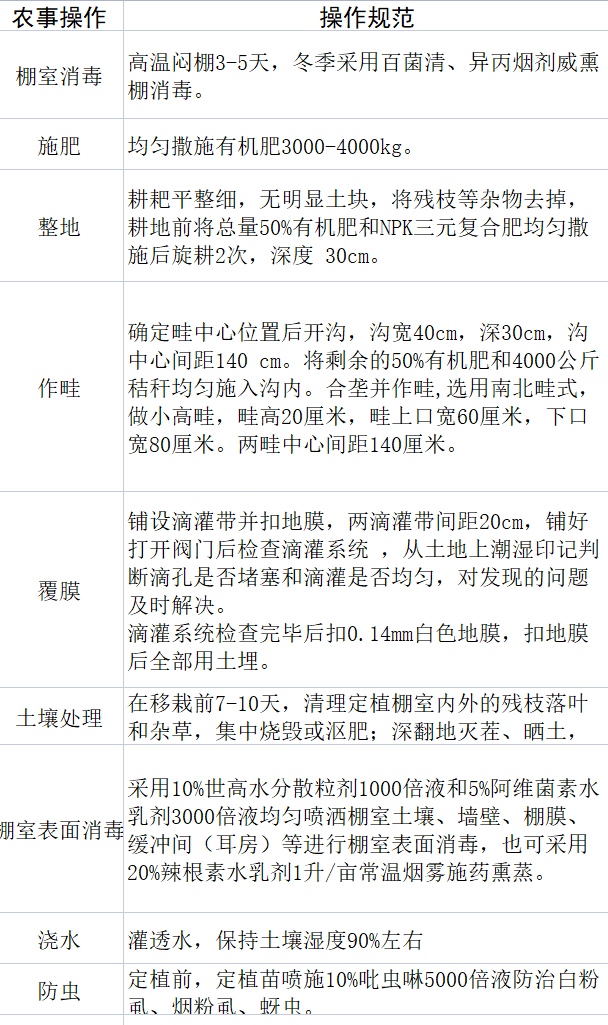 农事操作 操作规范
棚室消毒
高温闷棚3-5天，冬季采用百菌清、异丙烟剂威熏
棚消毒。
施肥
均匀撒施有机肥3000-4000kg。
整地
耕耙平整细，无明显土块，将残枝等杂物去掉，
耕地前将总量50%有机肥和NPK三元复合肥均匀撒
施后旋耕2次，深度 30cm。
作畦
确定畦中心位置后开沟，沟宽40cm，深30cm，沟
中心间距140 cm。将剩余的50%有机肥和4000公斤
秸秆均匀施入沟内。合垄并作畦,选用南北畦式，
做小高畦，畦高20厘米，畦上口宽60厘米，下口
宽80厘米。两畦中心间距140厘米。
覆膜
铺设滴灌带并扣地膜，两滴灌带间距20cm，铺好
打开阀门后检查滴灌系统 ，从土地上潮湿印记判
断滴孔是否堵塞和滴灌是否均匀，对发现的问题
及时解决。
滴灌系统检查完毕后扣0.14mm白色地膜，扣地膜
后全部用土埋。
土壤处理
在移栽前7-10天，清理定植棚室内外的残枝落叶
和杂草，集中烧毁或沤肥；深翻地灭茬、晒土，
棚室表面消毒
采用10%世高水分散粒剂1000倍液和5%阿维菌素水
乳剂3000倍液均匀喷洒棚室土壤、墙壁、棚膜、
缓冲间（耳房）等进行棚室表面消毒，也可采用
20%辣根素水乳剂1升/亩常温烟雾施药熏蒸。
浇水
灌透水，保持土壤湿度90%左右
防虫
定植前，定植苗喷施10%吡虫啉5000倍液防治白粉
虱、烟粉虱、蚜虫。